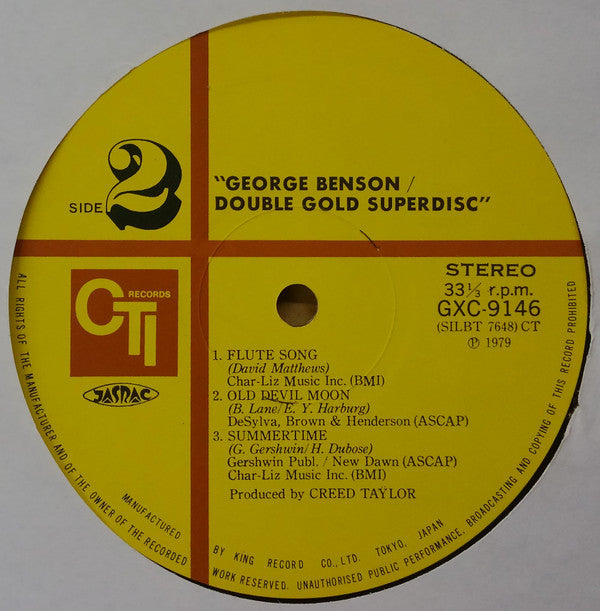 SIDE 2
"GEORGE BENSON /
DOUBLE GOLD SUPERDISC"
CTI RECORDS
JASRAC
STEREO
33⅓ r.p.m.
GXC-9146
(SILBT 7648) CT
℗ 1979
1. FLUTE SONG
(David Matthews)
Char-Liz Music Inc. (BMI)
2. OLD DEVIL MOON
(B. Lane/E. Y. Harburg)
DeSylva, Brown & Henderson (ASCAP)
3. SUMMERTIME
(G. Gershwin/H. Dubose)
Gershwin Publ. / New Dawn (ASCAP)
Char-Liz Music Inc. (BMI)
Produced by CREED TAYLOR
MANUFACTURED BY KING RECORD CO., LTD. TOKYO, JAPAN
ALL RIGHTS OF THE MANUFACTURER AND OF THE OWNER OF THE RECORDED WORK RESERVED. UNAUTHORISED PUBLIC PERFORMANCE, BROADCASTING AND COPYING OF THIS RECORD PROHIBITED